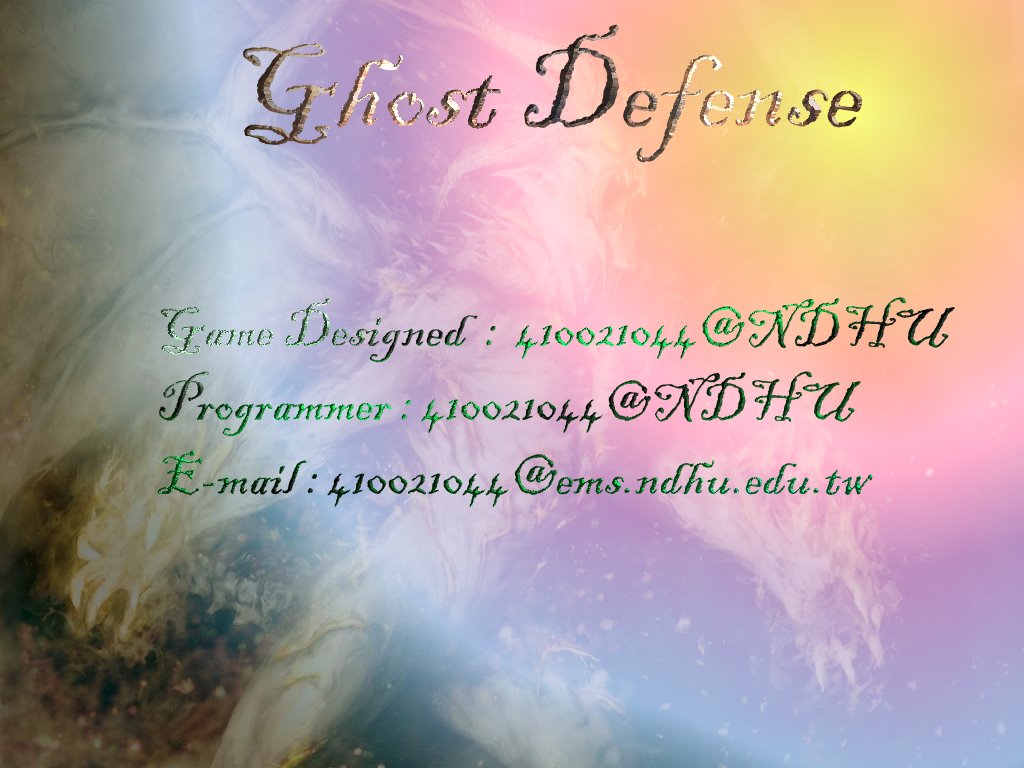 Ghost Defense
Game Designed : 410021044@NDHU
Programmer : 410021044@NDHU
E-mail : 410021044@ems.ndhu.edu.tw